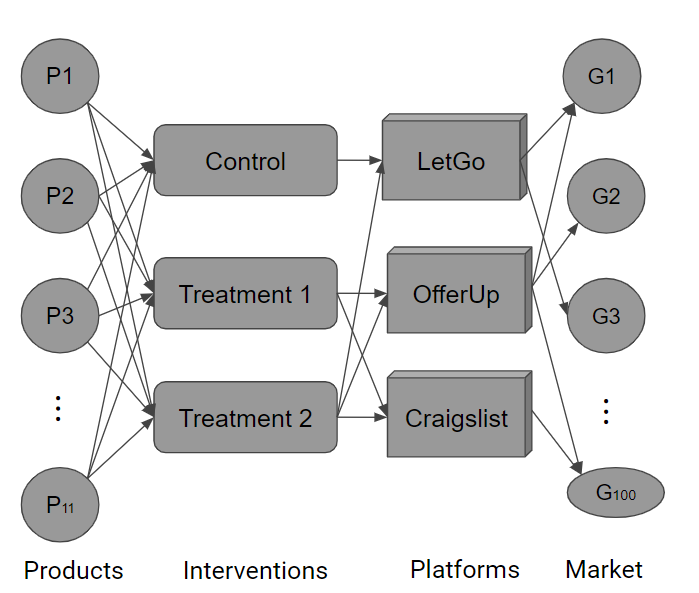 P1
G1
Control
LetGo
P2
G2
Treatment 1
OfferUp
P3
G3
Treatment 2
Craigslist
P11
G100
Products
Interventions
Platforms
Market